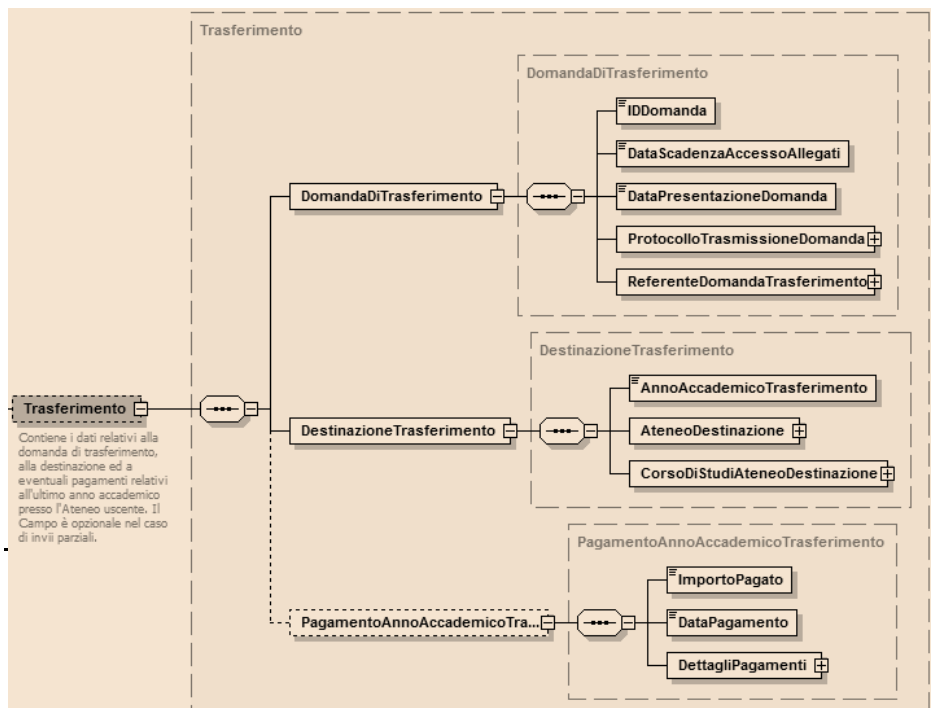 Trasferimento
DomandaDiTrasferimento
IDDomanda
DataScadenzaAccessoAllegati
DomandaDiTrasferimento
DataPresentazioneDomanda
ProtocolloTrasmissioneDomanda
ReferenteDomandaTrasferimento
DestinazioneTrasferimento
AnnoAccademicoTrasferimento
Trasferimento
DestinazioneTrasferimento
AteneoDestinazione
CorsoDiStudiAteneoDestinazione
Contiene i dati relativi alla
domanda di trasferimento,
alla destinazione ed a
eventuali pagamenti relativi
all'ultimo anno accademico
presso l'Ateneo uscente. Il
Campo è opzionale nel caso
di invii parziali.
PagamentoAnnoAccademicoTrasferimento
ImportoPagato
PagamentoAnnoAccademicoTra...
DataPagamento
DettagliPagamenti